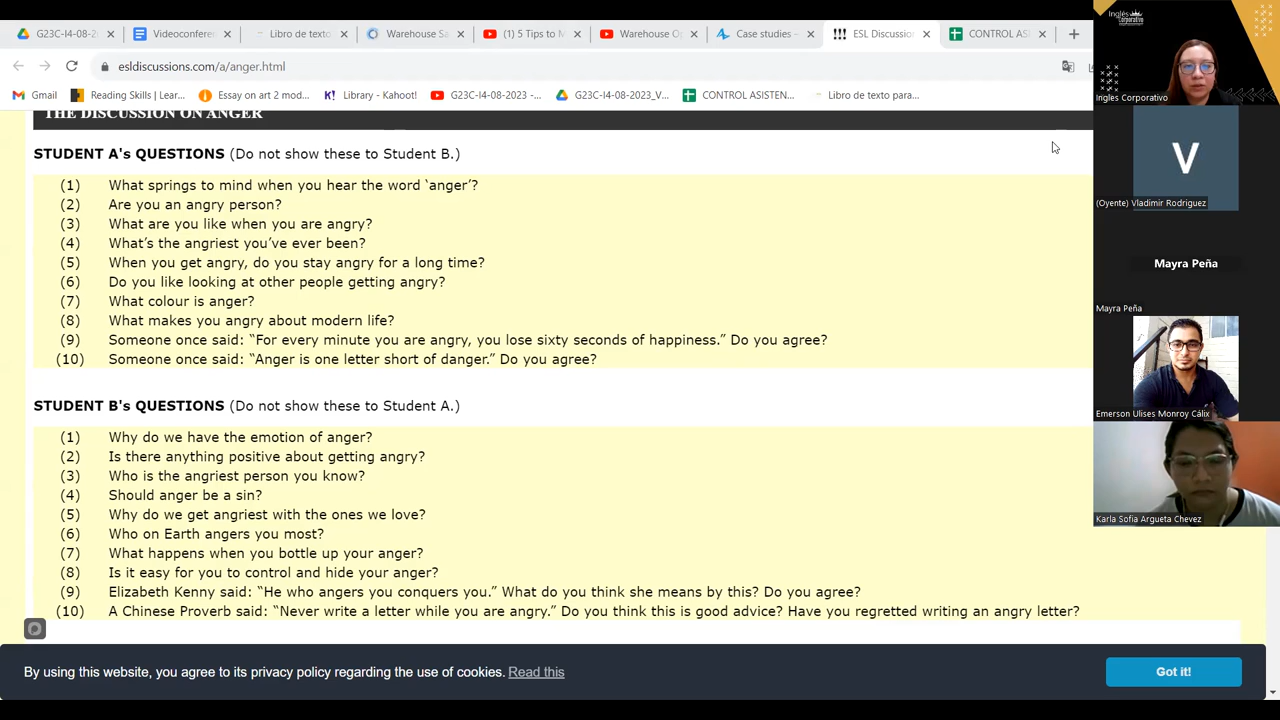 G23C-I4-08-2
Videoconferen
Libro de texto
Warehouse Sa
(1) 5 Tips to M
Warehouse Op
Case studies –
ESL Discussion
CONTROL AS
esldiscussions.com/a/anger.html
Gmail
Reading Skills | Lear...
Essay on art 2 mod...
Library - Kahoot!
G23C-I4-08-2023 -...
G23C-I4-08-2023_V...
CONTROL ASISTEN...
Libro de texto para...
THE DISCUSSION ON ANGER
STUDENT A's QUESTIONS (Do not show these to Student B.)
(1) What springs to mind when you hear the word ‘anger’?
(2) Are you an angry person?
(3) What are you like when you are angry?
(4) What’s the angriest you’ve ever been?
(5) When you get angry, do you stay angry for a long time?
(6) Do you like looking at other people getting angry?
(7) What colour is anger?
(8) What makes you angry about modern life?
(9) Someone once said: “For every minute you are angry, you lose sixty seconds of happiness.” Do you agree?
(10) Someone once said: “Anger is one letter short of danger.” Do you agree?
STUDENT B's QUESTIONS (Do not show these to Student A.)
(1) Why do we have the emotion of anger?
(2) Is there anything positive about getting angry?
(3) Who is the angriest person you know?
(4) Should anger be a sin?
(5) Why do we get angriest with the ones we love?
(6) Who on Earth angers you most?
(7) What happens when you bottle up your anger?
(8) Is it easy for you to control and hide your anger?
(9) Elizabeth Kenny said: “He who angers you conquers you.” What do you think she means by this? Do you agree?
(10) A Chinese Proverb said: “Never write a letter while you are angry.” Do you think this is good advice? Have you regretted writing an angry letter?
By using this website, you agree to its privacy policy regarding the use of cookies. Read this
Got it!
Inglés
Corporativo
Ingles Corporativo
V
(Oyente) Vladimir Rodriguez
Mayra Peña
Mayra Peña
Emerson Ulises Monroy Cálix
Karla Sofia Argueta Chevez